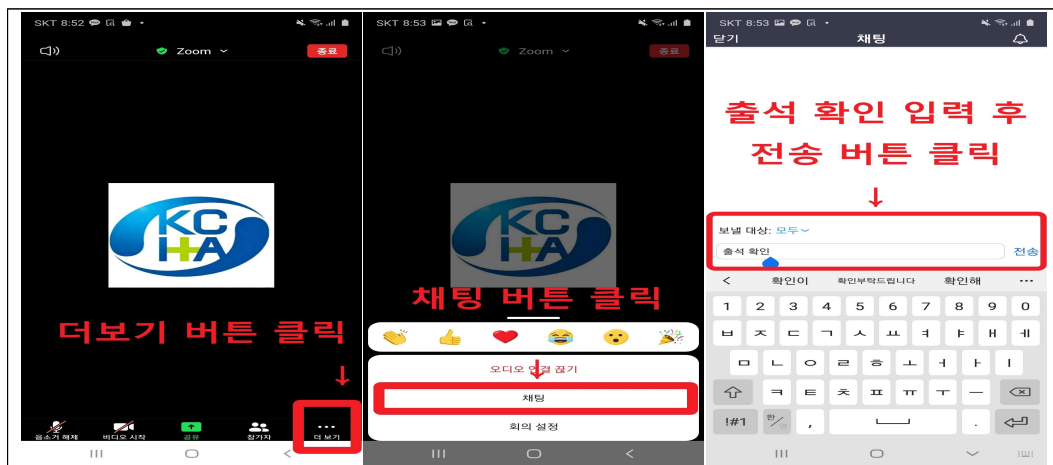 SKT 8:52
Zoom
종료
KC
HA
더보기 버튼 클릭
↓
음소거 해제
비디오 시작
공유
참가자
더 보기
SKT 8:53
Zoom
종료
KC
HA
채팅 버튼 클릭
↓
오디오 연결 끊기
채팅
회의 설정
SKT 8:53
닫기 채팅
출석 확인 입력 후
전송 버튼 클릭
↓
보낼 대상: 모두
출석 확인 전송
확인이 확인부탁드립니다 확인해 ...
1 2 3 4 5 6 7 8 9 0
ㅂ ㅈ ㄷ ㄱ ㅅ ㅛ ㅕ ㅑ ㅐ ㅔ
ㅁ ㄴ ㅇ ㄹ ㅎ ㅗ ㅓ ㅏ ㅣ
ㅋ ㅌ ㅊ ㅍ ㅠ ㅜ ㅡ
!#1 한/ , .